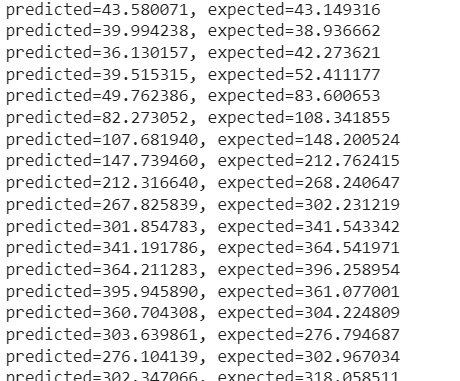 predicted=43.580071, expected=43.149316
predicted=39.994238, expected=38.936662
predicted=36.130157, expected=42.273621
predicted=39.515315, expected=52.411177
predicted=49.762386, expected=83.600653
predicted=82.273052, expected=108.341855
predicted=107.681940, expected=148.200524
predicted=147.739460, expected=212.762415
predicted=212.316640, expected=268.240647
predicted=267.825839, expected=302.231219
predicted=301.854783, expected=341.543342
predicted=341.191786, expected=364.541971
predicted=364.211283, expected=396.258954
predicted=395.945890, expected=361.077001
predicted=360.704308, expected=304.224809
predicted=303.639861, expected=276.794687
predicted=276.104139, expected=302.967034
predicted=302.347066, expected=318.058511